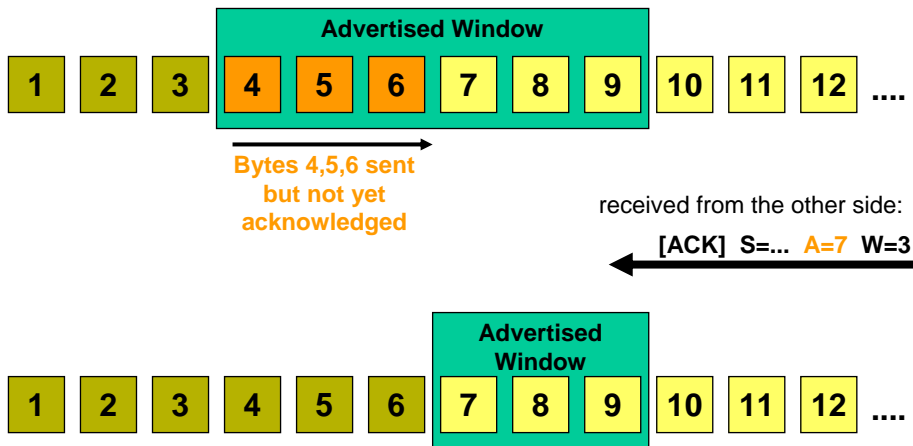 Advertised Window
1 2 3 4 5 6 7 8 9 10 11 12 ....
Bytes 4,5,6 sent
but not yet
acknowledged
received from the other side:
[ACK] S=... A=7 W=3
Advertised
Window
1 2 3 4 5 6 7 8 9 10 11 12 ....